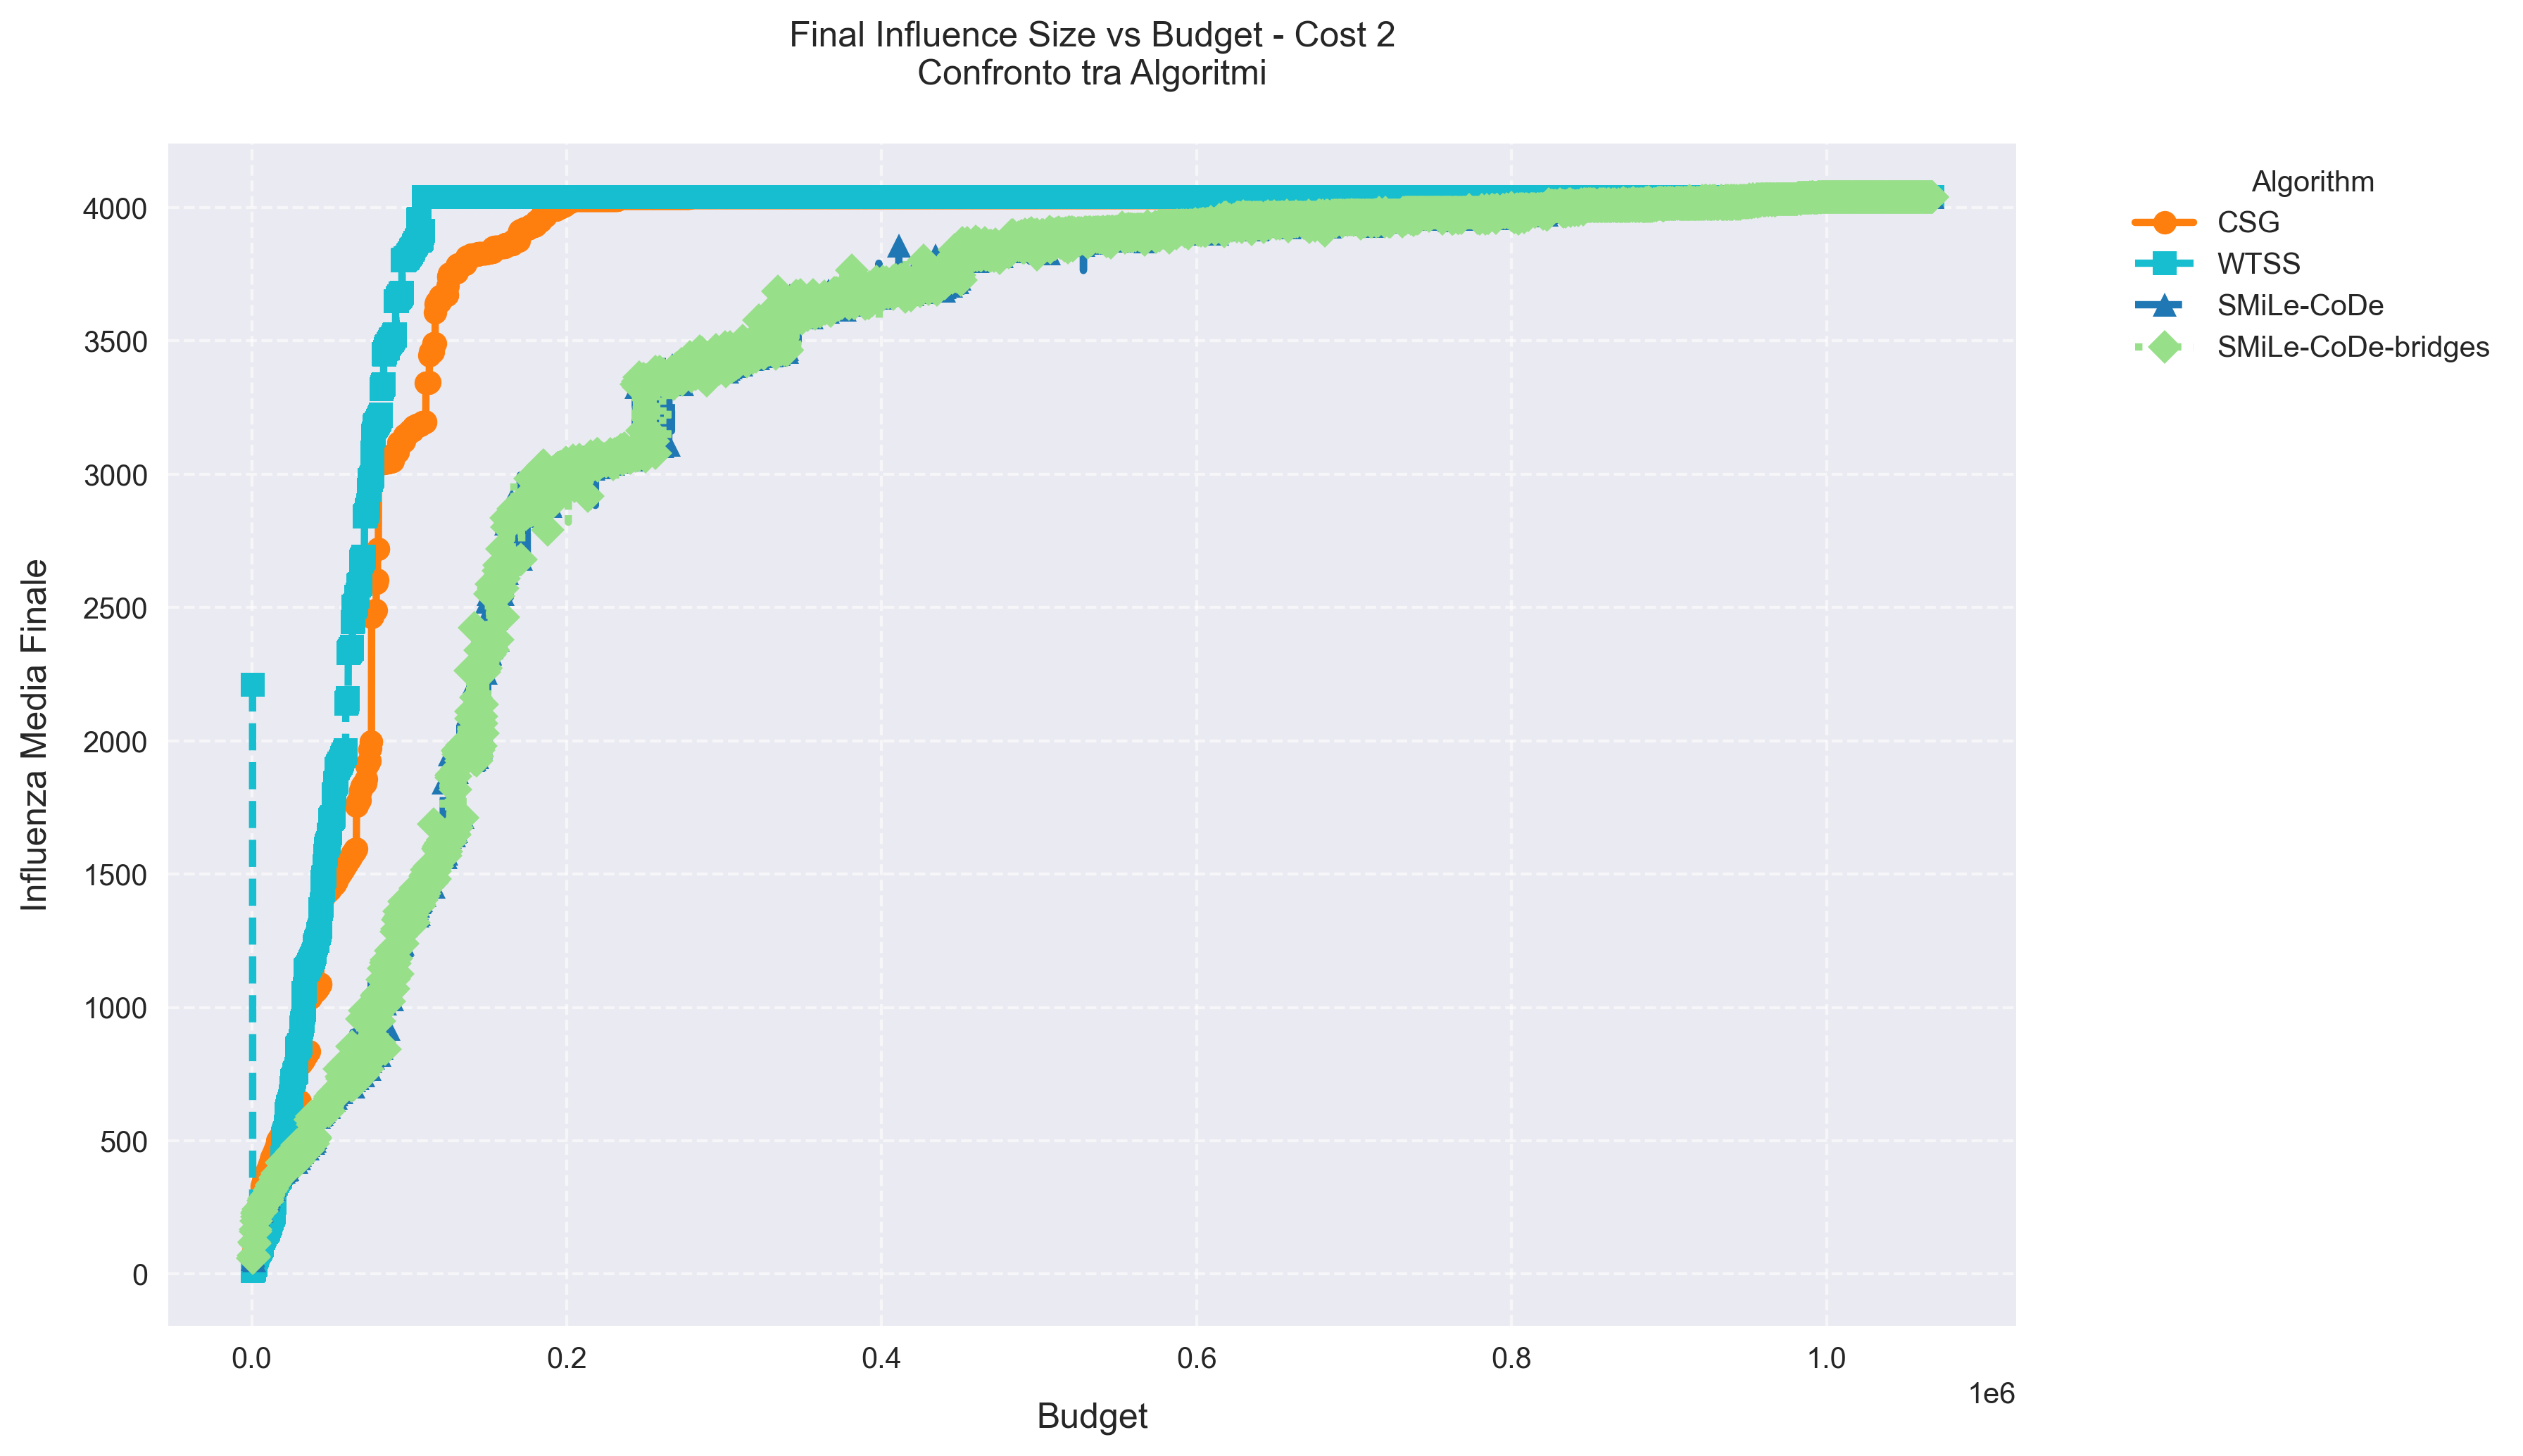 Final Influence Size vs Budget - Cost 2
Confronto tra Algoritmi
Algorithm
CSG
WTSS
SMiLe-CoDe
SMiLe-CoDe-bridges
Influenza Media Finale
4000
3500
3000
2500
2000
1500
1000
500
0
0.0 0.2 0.4 0.6 0.8 1.0
1e6
Budget